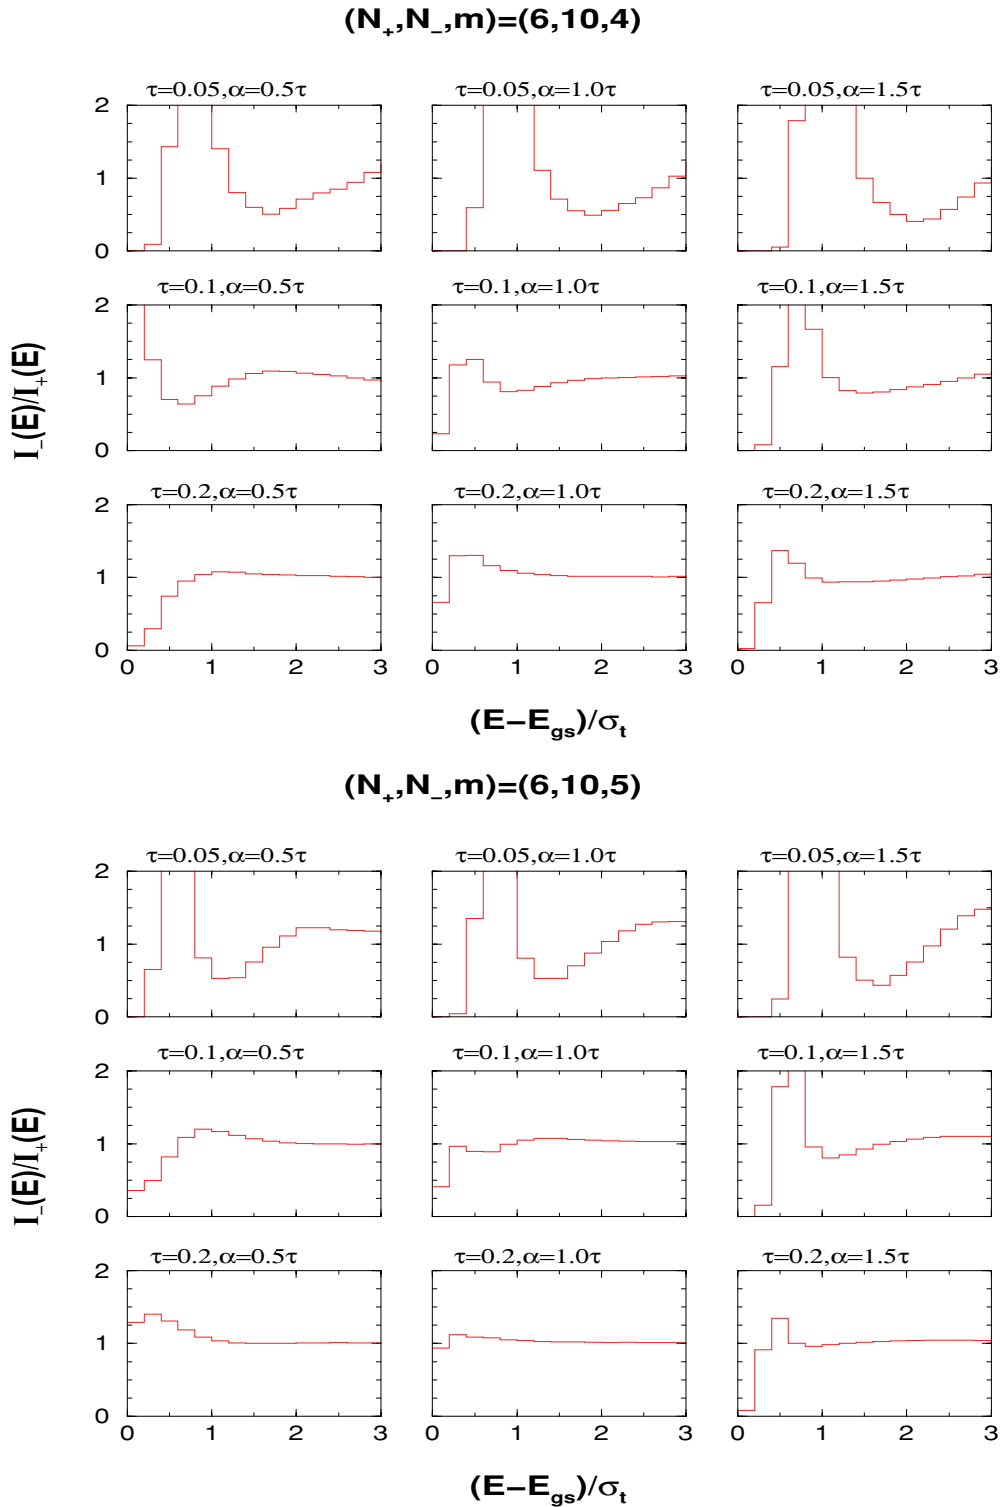 (N+,N−,m)=(6,10,4)
τ=0.05,α=0.5τ τ=0.05,α=1.0τ τ=0.05,α=1.5τ
2
1
0
τ=0.1,α=0.5τ τ=0.1,α=1.0τ τ=0.1,α=1.5τ
2
1
0
I−(E)/I+(E)
τ=0.2,α=0.5τ τ=0.2,α=1.0τ τ=0.2,α=1.5τ
2
1
0
0 1 2 3 0 1 2 3 0 1 2 3
(E−Egs)/σt
(N+,N−,m)=(6,10,5)
τ=0.05,α=0.5τ τ=0.05,α=1.0τ τ=0.05,α=1.5τ
2
1
0
τ=0.1,α=0.5τ τ=0.1,α=1.0τ τ=0.1,α=1.5τ
2
1
0
I−(E)/I+(E)
τ=0.2,α=0.5τ τ=0.2,α=1.0τ τ=0.2,α=1.5τ
2
1
0
0 1 2 3 0 1 2 3 0 1 2 3
(E−Egs)/σt